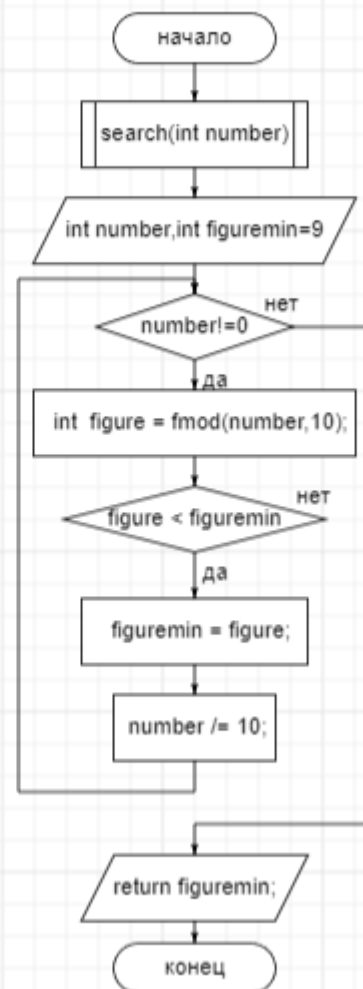 начало
search(int number)
int number,int figuremin=9
нет
number!=0
да
int figure = fmod(number,10);
нет
figure < figuremin
да
figuremin = figure;
number /= 10;
return figuremin;
конец